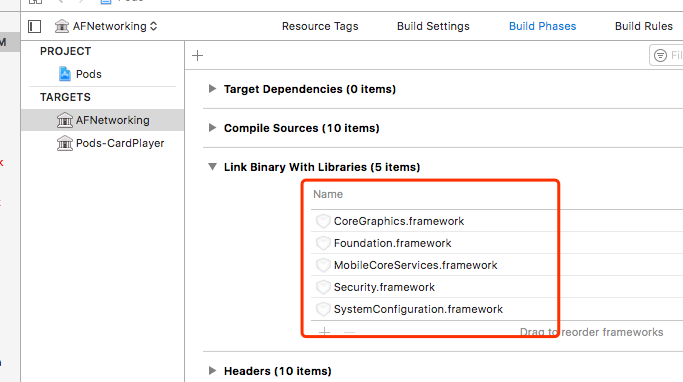 Pods
AFNetworking
Resource Tags
Build Settings
Build Phases
Build Rules
PROJECT
Pods
TARGETS
AFNetworking
Pods-CardPlayer
Target Dependencies (0 items)
Compile Sources (10 items)
Link Binary With Libraries (5 items)
Name
CoreGraphics.framework
Foundation.framework
MobileCoreServices.framework
Security.framework
SystemConfiguration.framework
Drag to reorder frameworks
Headers (10 items)